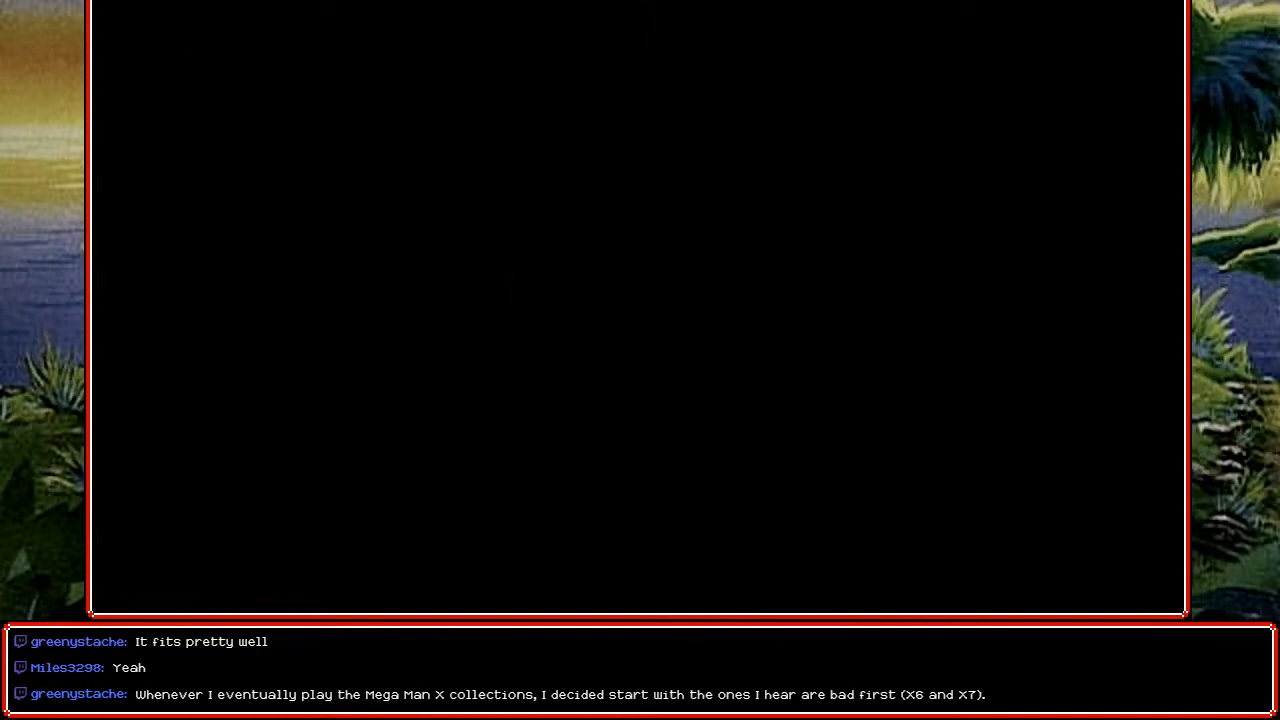 greenystache: It fits pretty well
Miles3298: Yeah
greenystache: Whenever I eventually play the Mega Man X collections, I decided start with the ones I hear are bad first (X6 and X7).